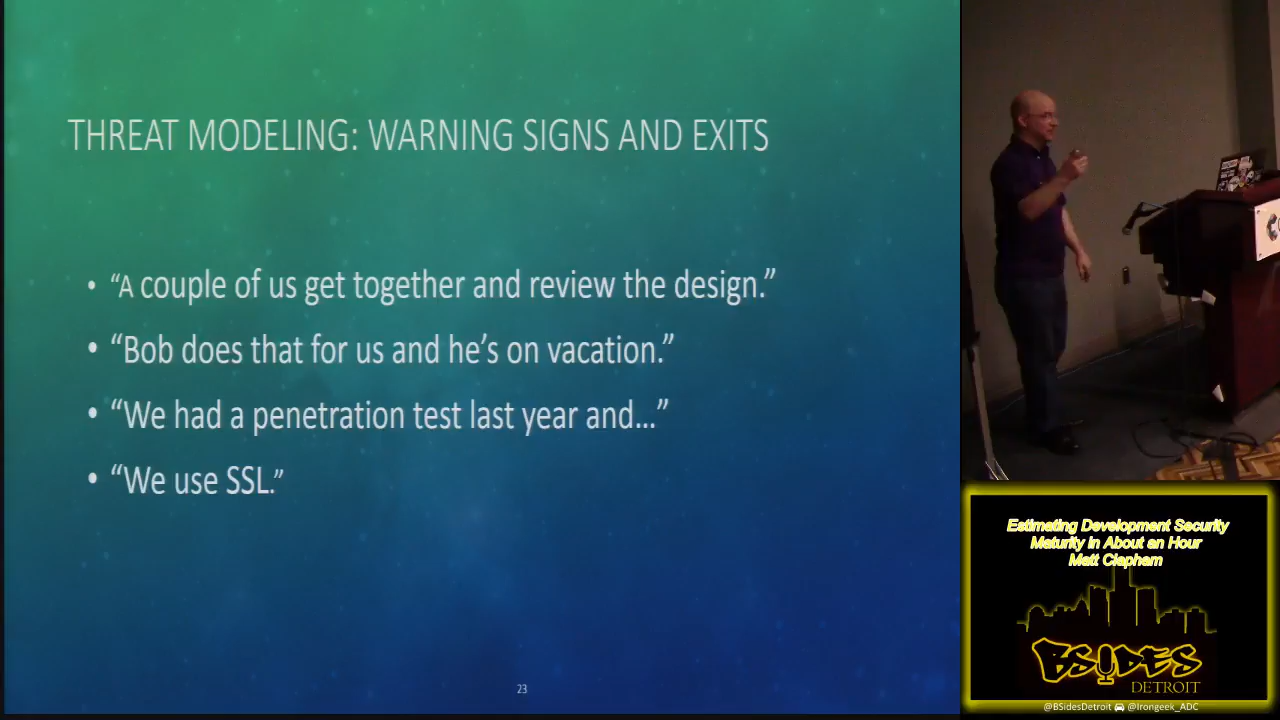 THREAT MODELING: WARNING SIGNS AND EXITS
• “A couple of us get together and review the design.”
• “Bob does that for us and he’s on vacation.”
• “We had a penetration test last year and...”
• “We use SSL.”
23
Estimating Development Security
Maturity in About an Hour
Matt Clapham
BSIDES
DETROIT
@BSidesDetroit 🚘 @Irongeek_ADC